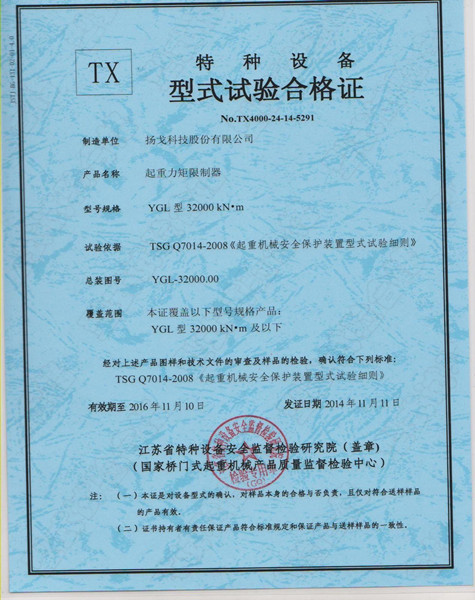 TX
特种设备
型式试验合格证
No.TX4000-24-14-5291
制造单位 扬戈科技股份有限公司
产品名称 起重力矩限制器
型号规格 YGL 型 32000 kN·m
试验依据 TSG Q7014-2008《起重机械安全保护装置型式试验细则》
总装图号 YGL-32000.00
覆盖范围 本证覆盖以下型号规格产品:
YGL 型 32000 kN·m 及以下
经对上述产品图样和技术文件的审查及样品的检验，确认符合下列标准:
TSG Q7014-2008《起重机械安全保护装置型式试验细则》
有效期至 2016 年 11 月 10 日 发证日期 2014 年 11 月 11 日
江苏省特种设备安全监督检验研究院（盖章）
（国家桥门式起重机械产品质量监督检验中心）
检验专用章
注: （一）本证是对设备型式的确认，对样品本身的合格与否负责，且仅对符合送样样品
的产品有效.
（二）证书持有者有责任保证产品符合标准规定和保证产品与送样样品的一致性.